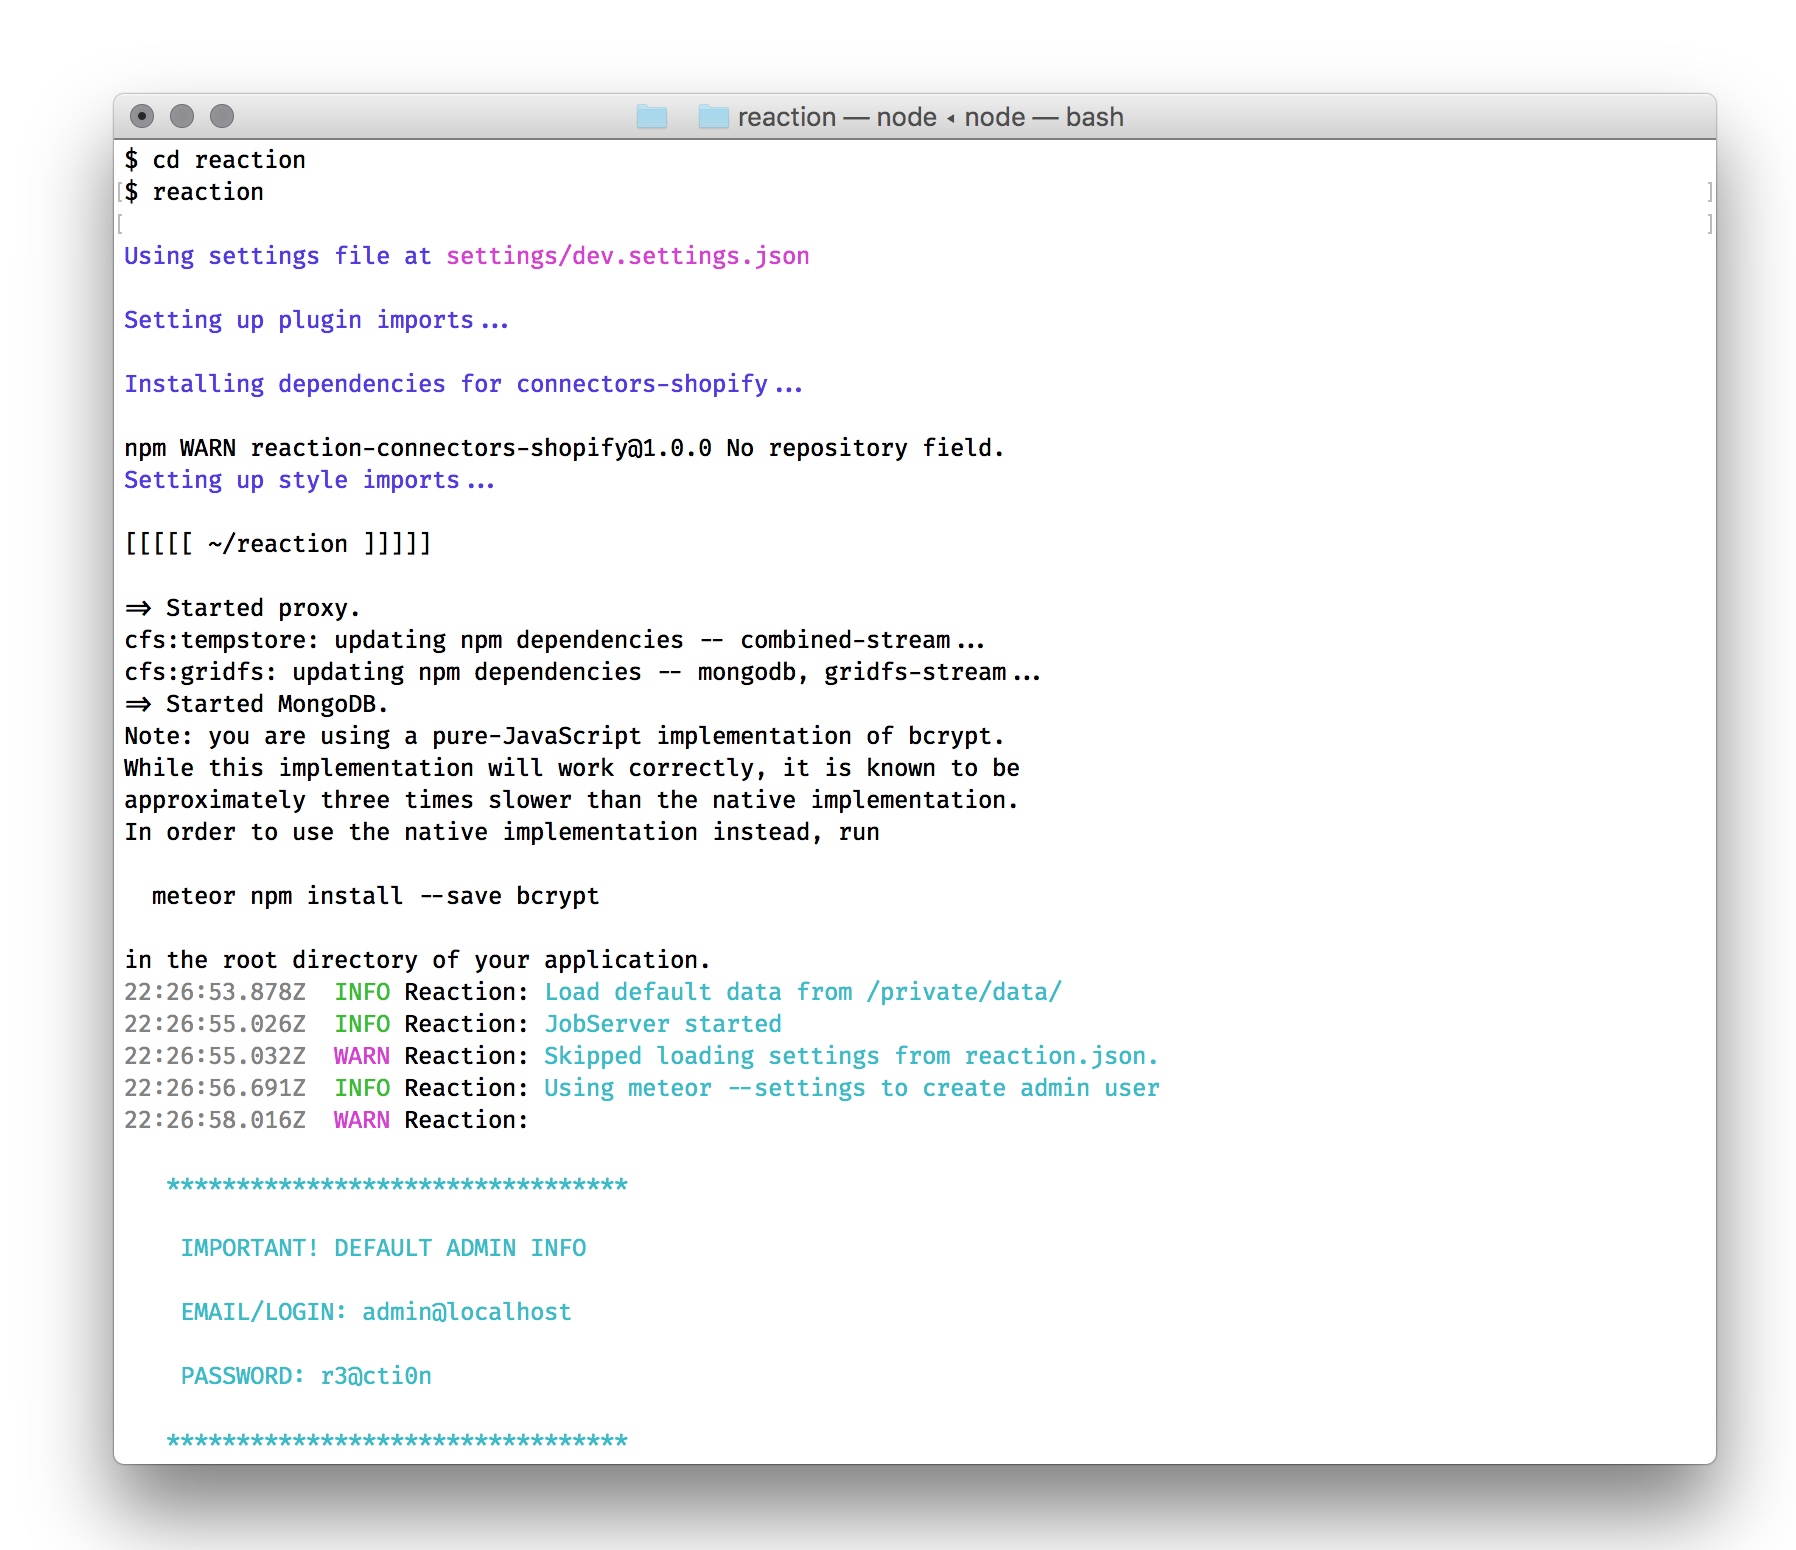 reaction — node ◂ node — bash
$ cd reaction
[$ reaction ]
[ ]
Using settings file at settings/dev.settings.json
Setting up plugin imports...
Installing dependencies for connectors-shopify...
npm WARN reaction-connectors-shopify@1.0.0 No repository field.
Setting up style imports...
[[[[[ ~/reaction ]]]]]
=> Started proxy.
cfs:tempstore: updating npm dependencies -- combined-stream...
cfs:gridfs: updating npm dependencies -- mongodb, gridfs-stream...
=> Started MongoDB.
Note: you are using a pure-JavaScript implementation of bcrypt.
While this implementation will work correctly, it is known to be
approximately three times slower than the native implementation.
In order to use the native implementation instead, run
meteor npm install --save bcrypt
in the root directory of your application.
22:26:53.878Z  INFO Reaction: Load default data from /private/data/
22:26:55.026Z  INFO Reaction: JobServer started
22:26:55.032Z  WARN Reaction: Skipped loading settings from reaction.json.
22:26:56.691Z  INFO Reaction: Using meteor --settings to create admin user
22:26:58.016Z  WARN Reaction:
*********************************
IMPORTANT! DEFAULT ADMIN INFO
EMAIL/LOGIN: admin@localhost
PASSWORD: r3@cti0n
*********************************